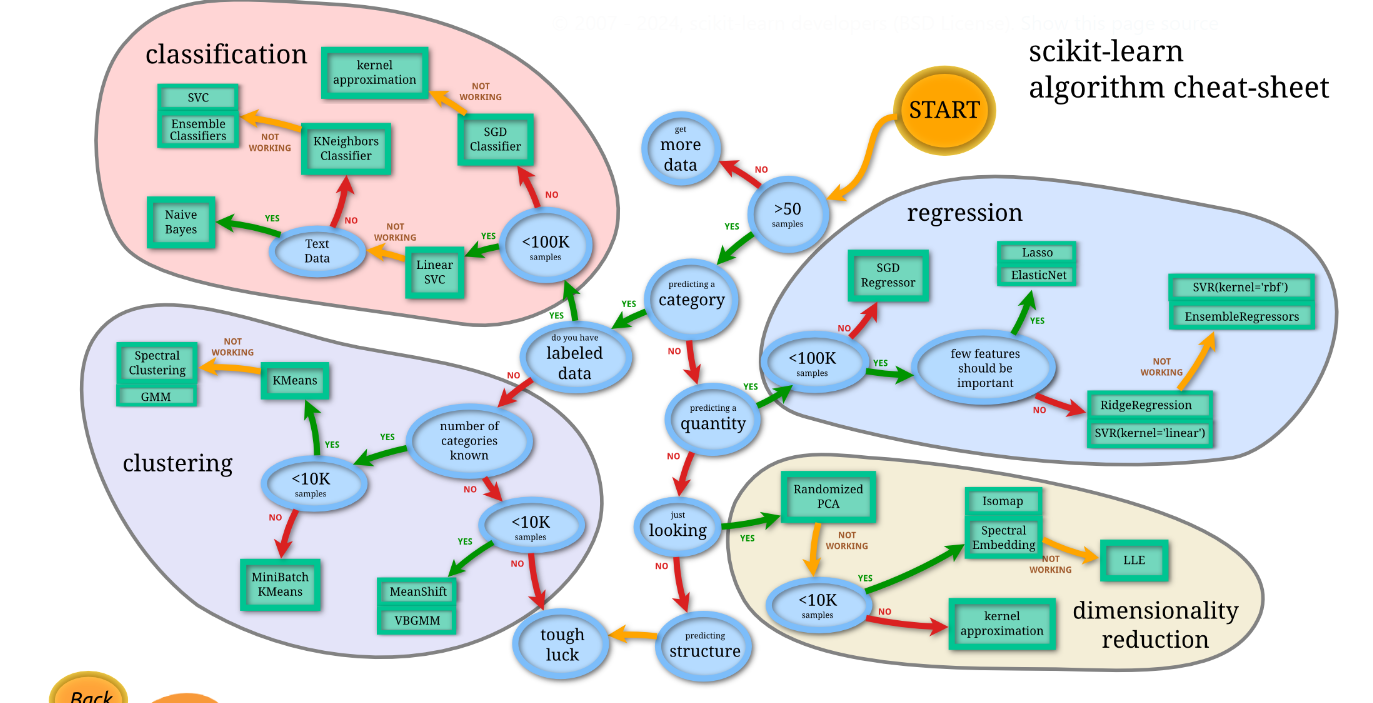 © 2007 - 2024, scikit-learn developers (BSD License). Show this page source
scikit-learn
algorithm cheat-sheet
START
get
more
data
NO
>50
samples
YES
predicting a
category
YES
NO
do you have
labeled
data
YES
NO
predicting a
quantity
YES
NO
just
looking
YES
NO
predicting
structure
tough
luck
classification
kernel
approximation
NOT
WORKING
SVC
Ensemble
Classifiers
NOT
WORKING
KNeighbors
Classifier
SGD
Classifier
NO
Naive
Bayes
YES
NO
Text
Data
NOT
WORKING
Linear
SVC
YES
<100K
samples
regression
SGD
Regressor
Lasso
ElasticNet
SVR(kernel='rbf')
EnsembleRegressors
NO
YES
<100K
samples
YES
few features
should be
important
NOT
WORKING
NO
RidgeRegression
SVR(kernel='linear')
clustering
Spectral
Clustering
GMM
NOT
WORKING
KMeans
YES
YES
number of
categories
known
<10K
samples
NO
NO
<10K
samples
YES
NO
MiniBatch
KMeans
MeanShift
VBGMM
dimensionality
reduction
Randomized
PCA
NOT
WORKING
Isomap
Spectral
Embedding
NOT
WORKING
LLE
YES
<10K
samples
NO
kernel
approximation
Back